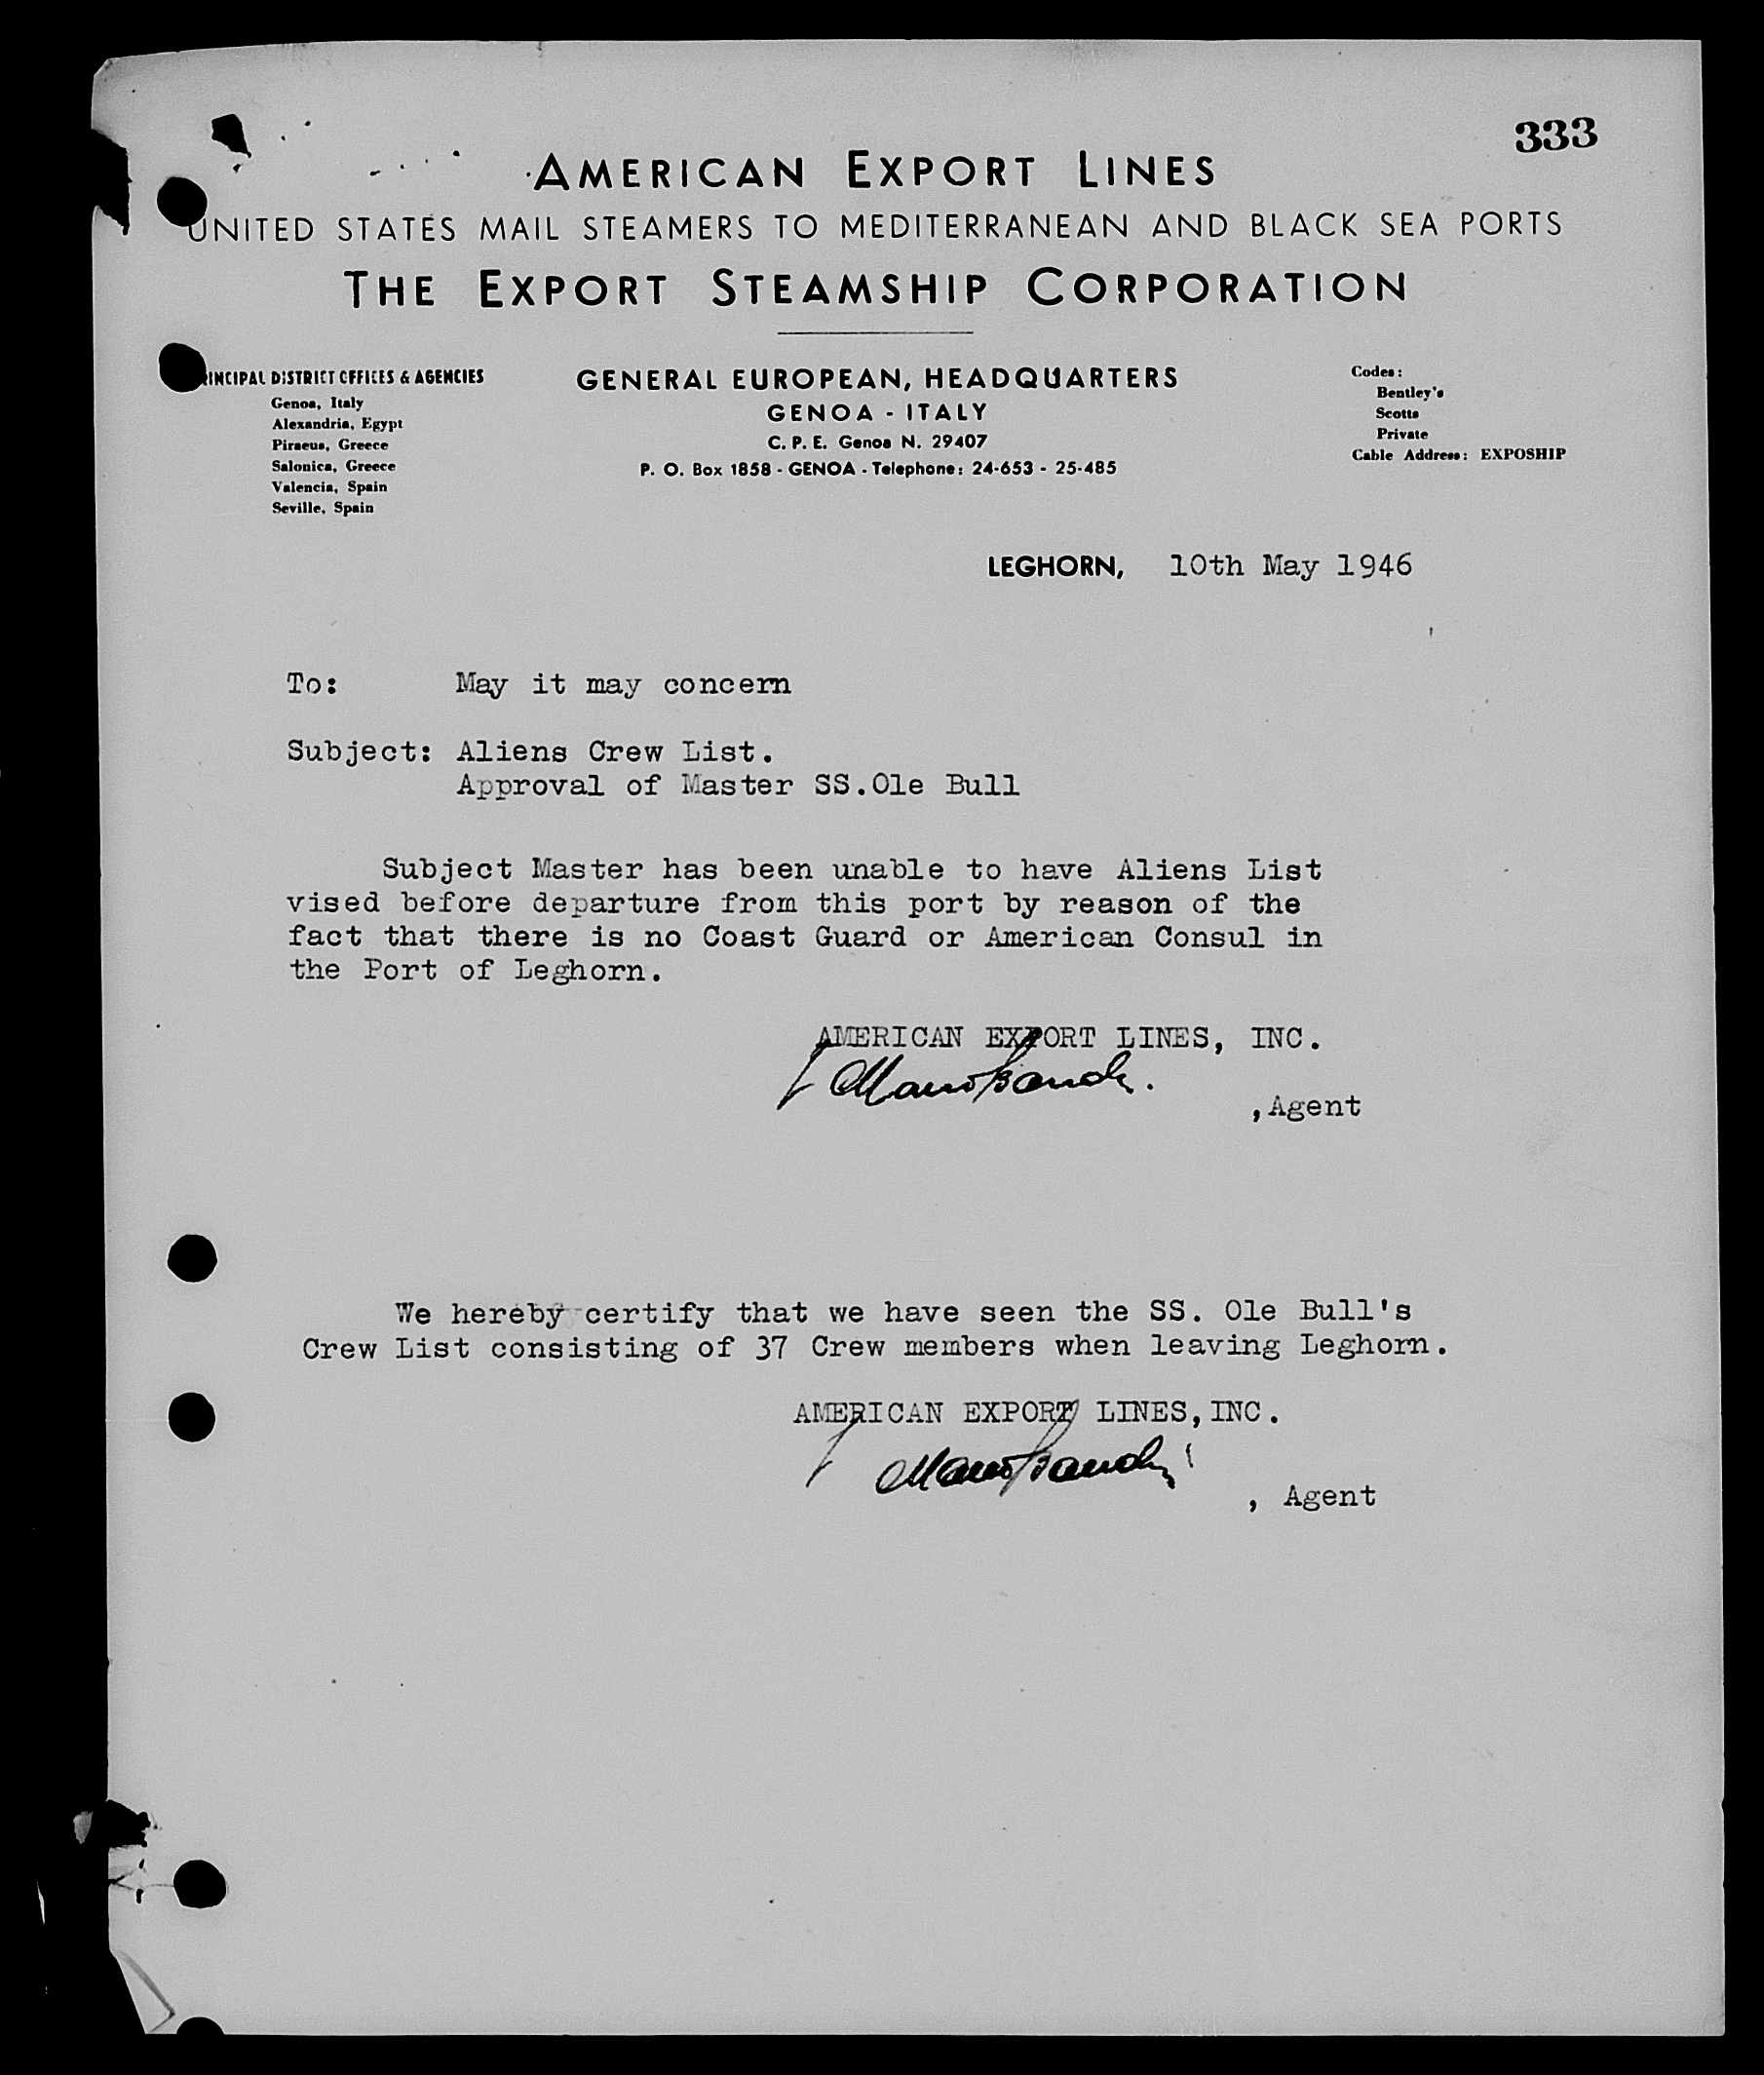 333
AMERICAN EXPORT LINES
UNITED STATES MAIL STEAMERS TO MEDITERRANEAN AND BLACK SEA PORTS
THE EXPORT STEAMSHIP CORPORATION
PRINCIPAL DISTRICT OFFICES & AGENCIES
Genoa, Italy
Alexandria, Egypt
Piraeus, Greece
Salonica, Greece
Valencia, Spain
Seville, Spain
GENERAL EUROPEAN, HEADQUARTERS
GENOA - ITALY
C. P. E. Genoa N. 29407
P. O. Box 1858 - GENOA - Telephone: 24-653 - 25-485
Codes:
Bentley's
Scotts
Private
Cable Address: EXPOSHIP
LEGHORN, 10th May 1946
To: May it may concern
Subject: Aliens Crew List.
Approval of Master SS.Ole Bull
Subject Master has been unable to have Aliens List
vised before departure from this port by reason of the
fact that there is no Coast Guard or American Consul in
the Port of Leghorn.
AMERICAN EXPORT LINES, INC.
,Agent
We hereby certify that we have seen the SS. Ole Bull's
Crew List consisting of 37 Crew members when leaving Leghorn.
AMERICAN EXPORT LINES,INC.
, Agent